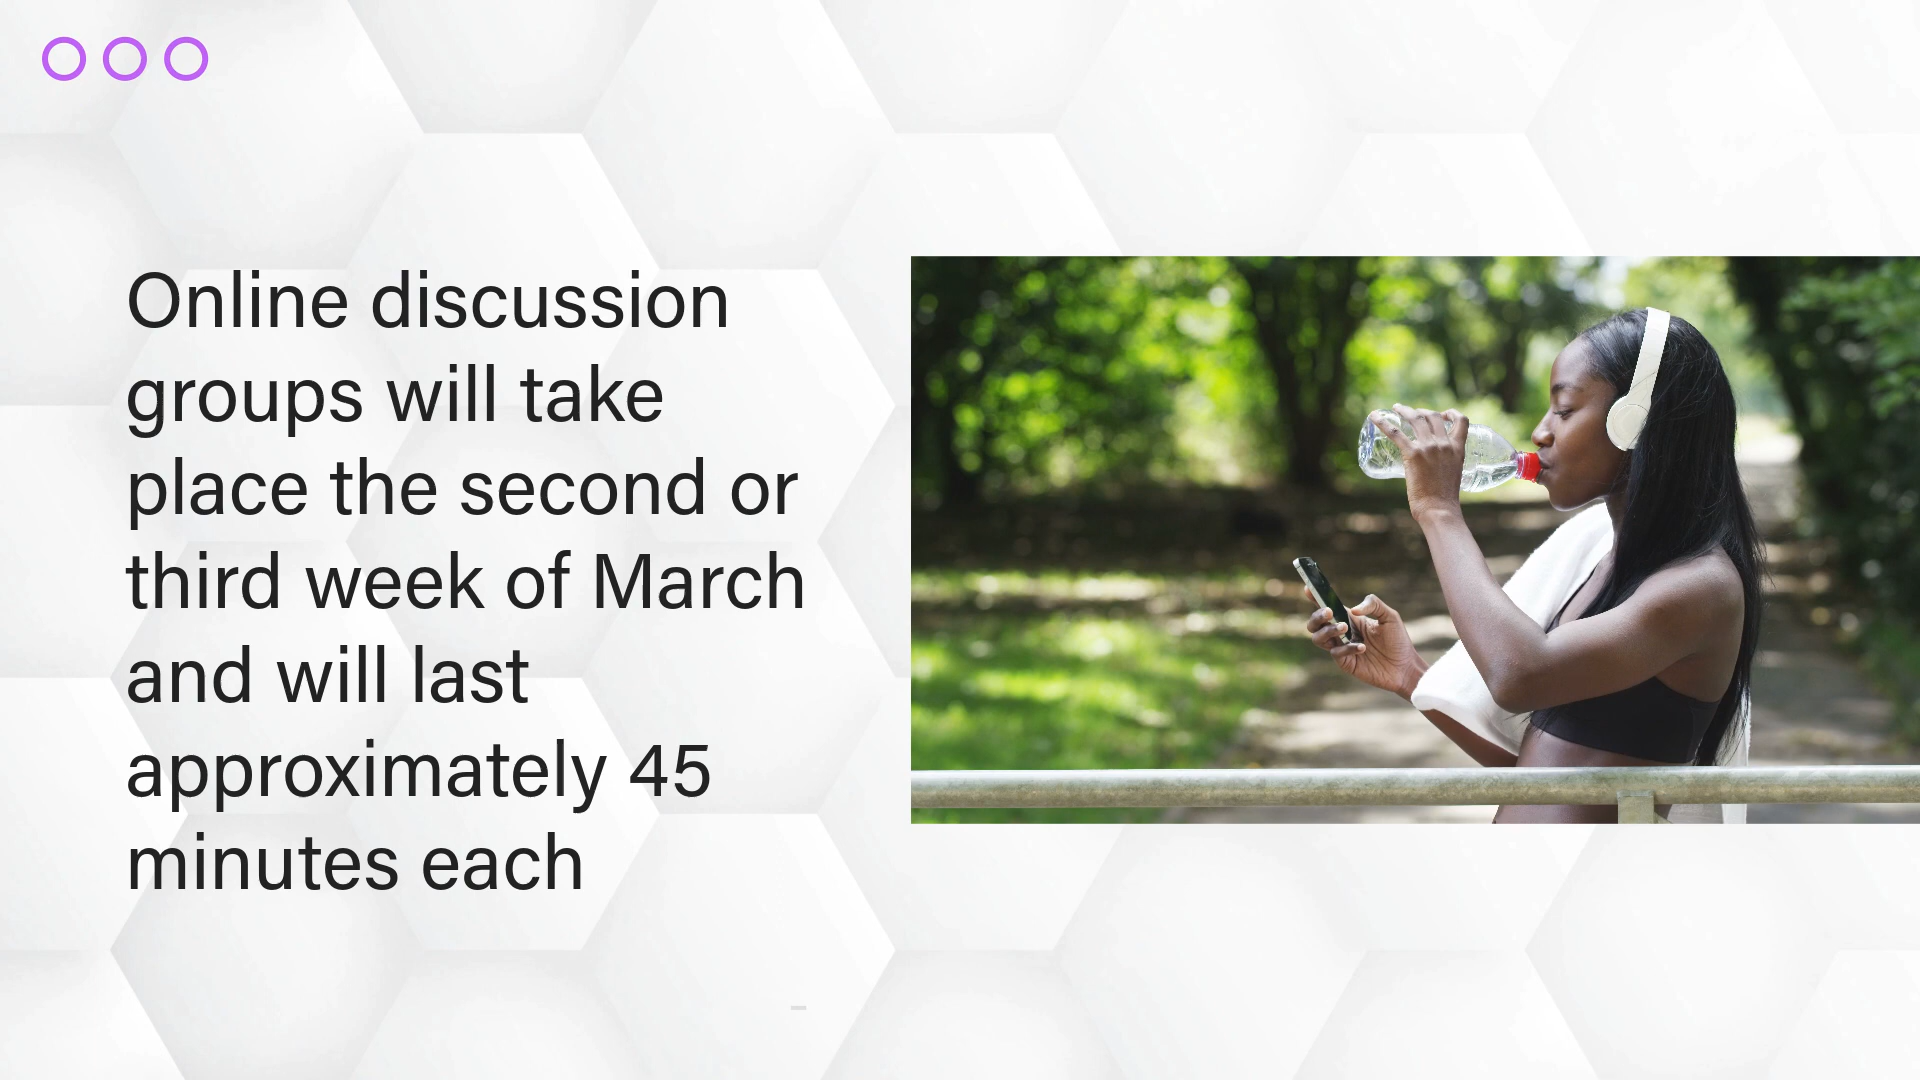 Online discussion
groups will take
place the second or
third week of March
and will last
approximately 45
minutes each